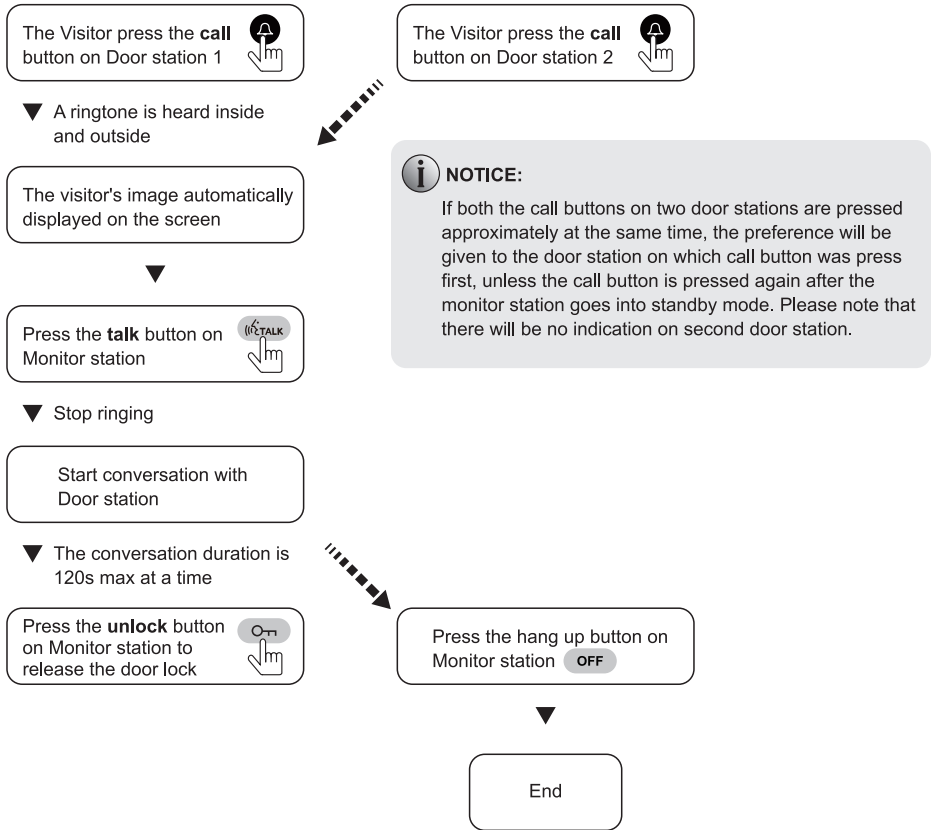 The Visitor press the call
button on Door station 1
The Visitor press the call
button on Door station 2
A ringtone is heard inside
and outside
The visitor's image automatically
displayed on the screen
i NOTICE:
If both the call buttons on two door stations are pressed
approximately at the same time, the preference will be
given to the door station on which call button was press
first, unless the call button is pressed again after the
monitor station goes into standby mode. Please note that
there will be no indication on second door station.
Press the talk button on
Monitor station
TALK
Stop ringing
Start conversation with
Door station
The conversation duration is
120s max at a time
Press the unlock button
on Monitor station to
release the door lock
Press the hang up button on
Monitor station OFF
End